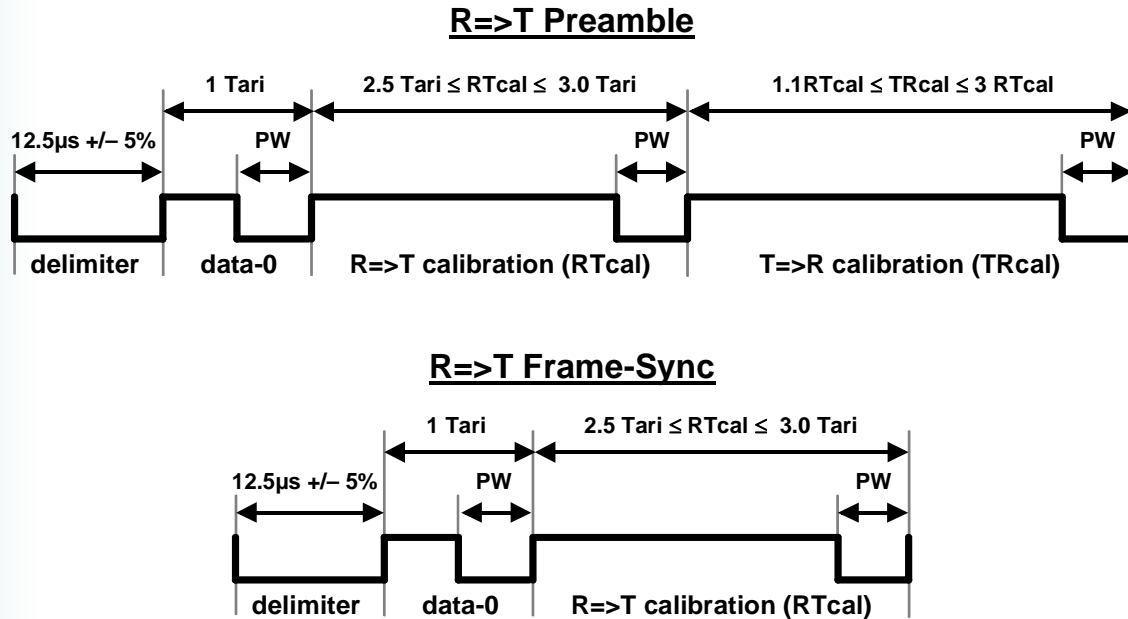 R=>T Preamble
1 Tari
2.5 Tari ≤ RTcal ≤ 3.0 Tari
1.1RTcal ≤ TRcal ≤ 3 RTcal
12.5µs +/– 5%
PW
PW
PW
delimiter
data-0
R=>T calibration (RTcal)
T=>R calibration (TRcal)
R=>T Frame-Sync
1 Tari
2.5 Tari ≤ RTcal ≤ 3.0 Tari
12.5µs +/– 5%
PW
PW
delimiter
data-0
R=>T calibration (RTcal)